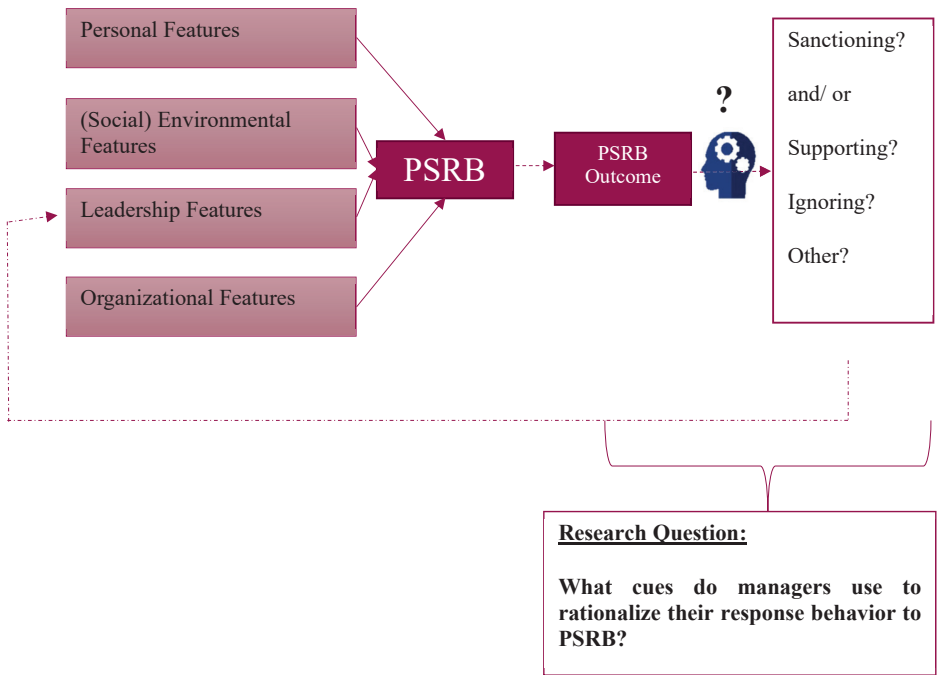 Personal Features
(Social) Environmental
Features
Leadership Features
Organizational Features
PSRB
PSRB
Outcome
?
Sanctioning?
and/ or
Supporting?
Ignoring?
Other?
Research Question:
What cues do managers use to
rationalize their response behavior to
PSRB?